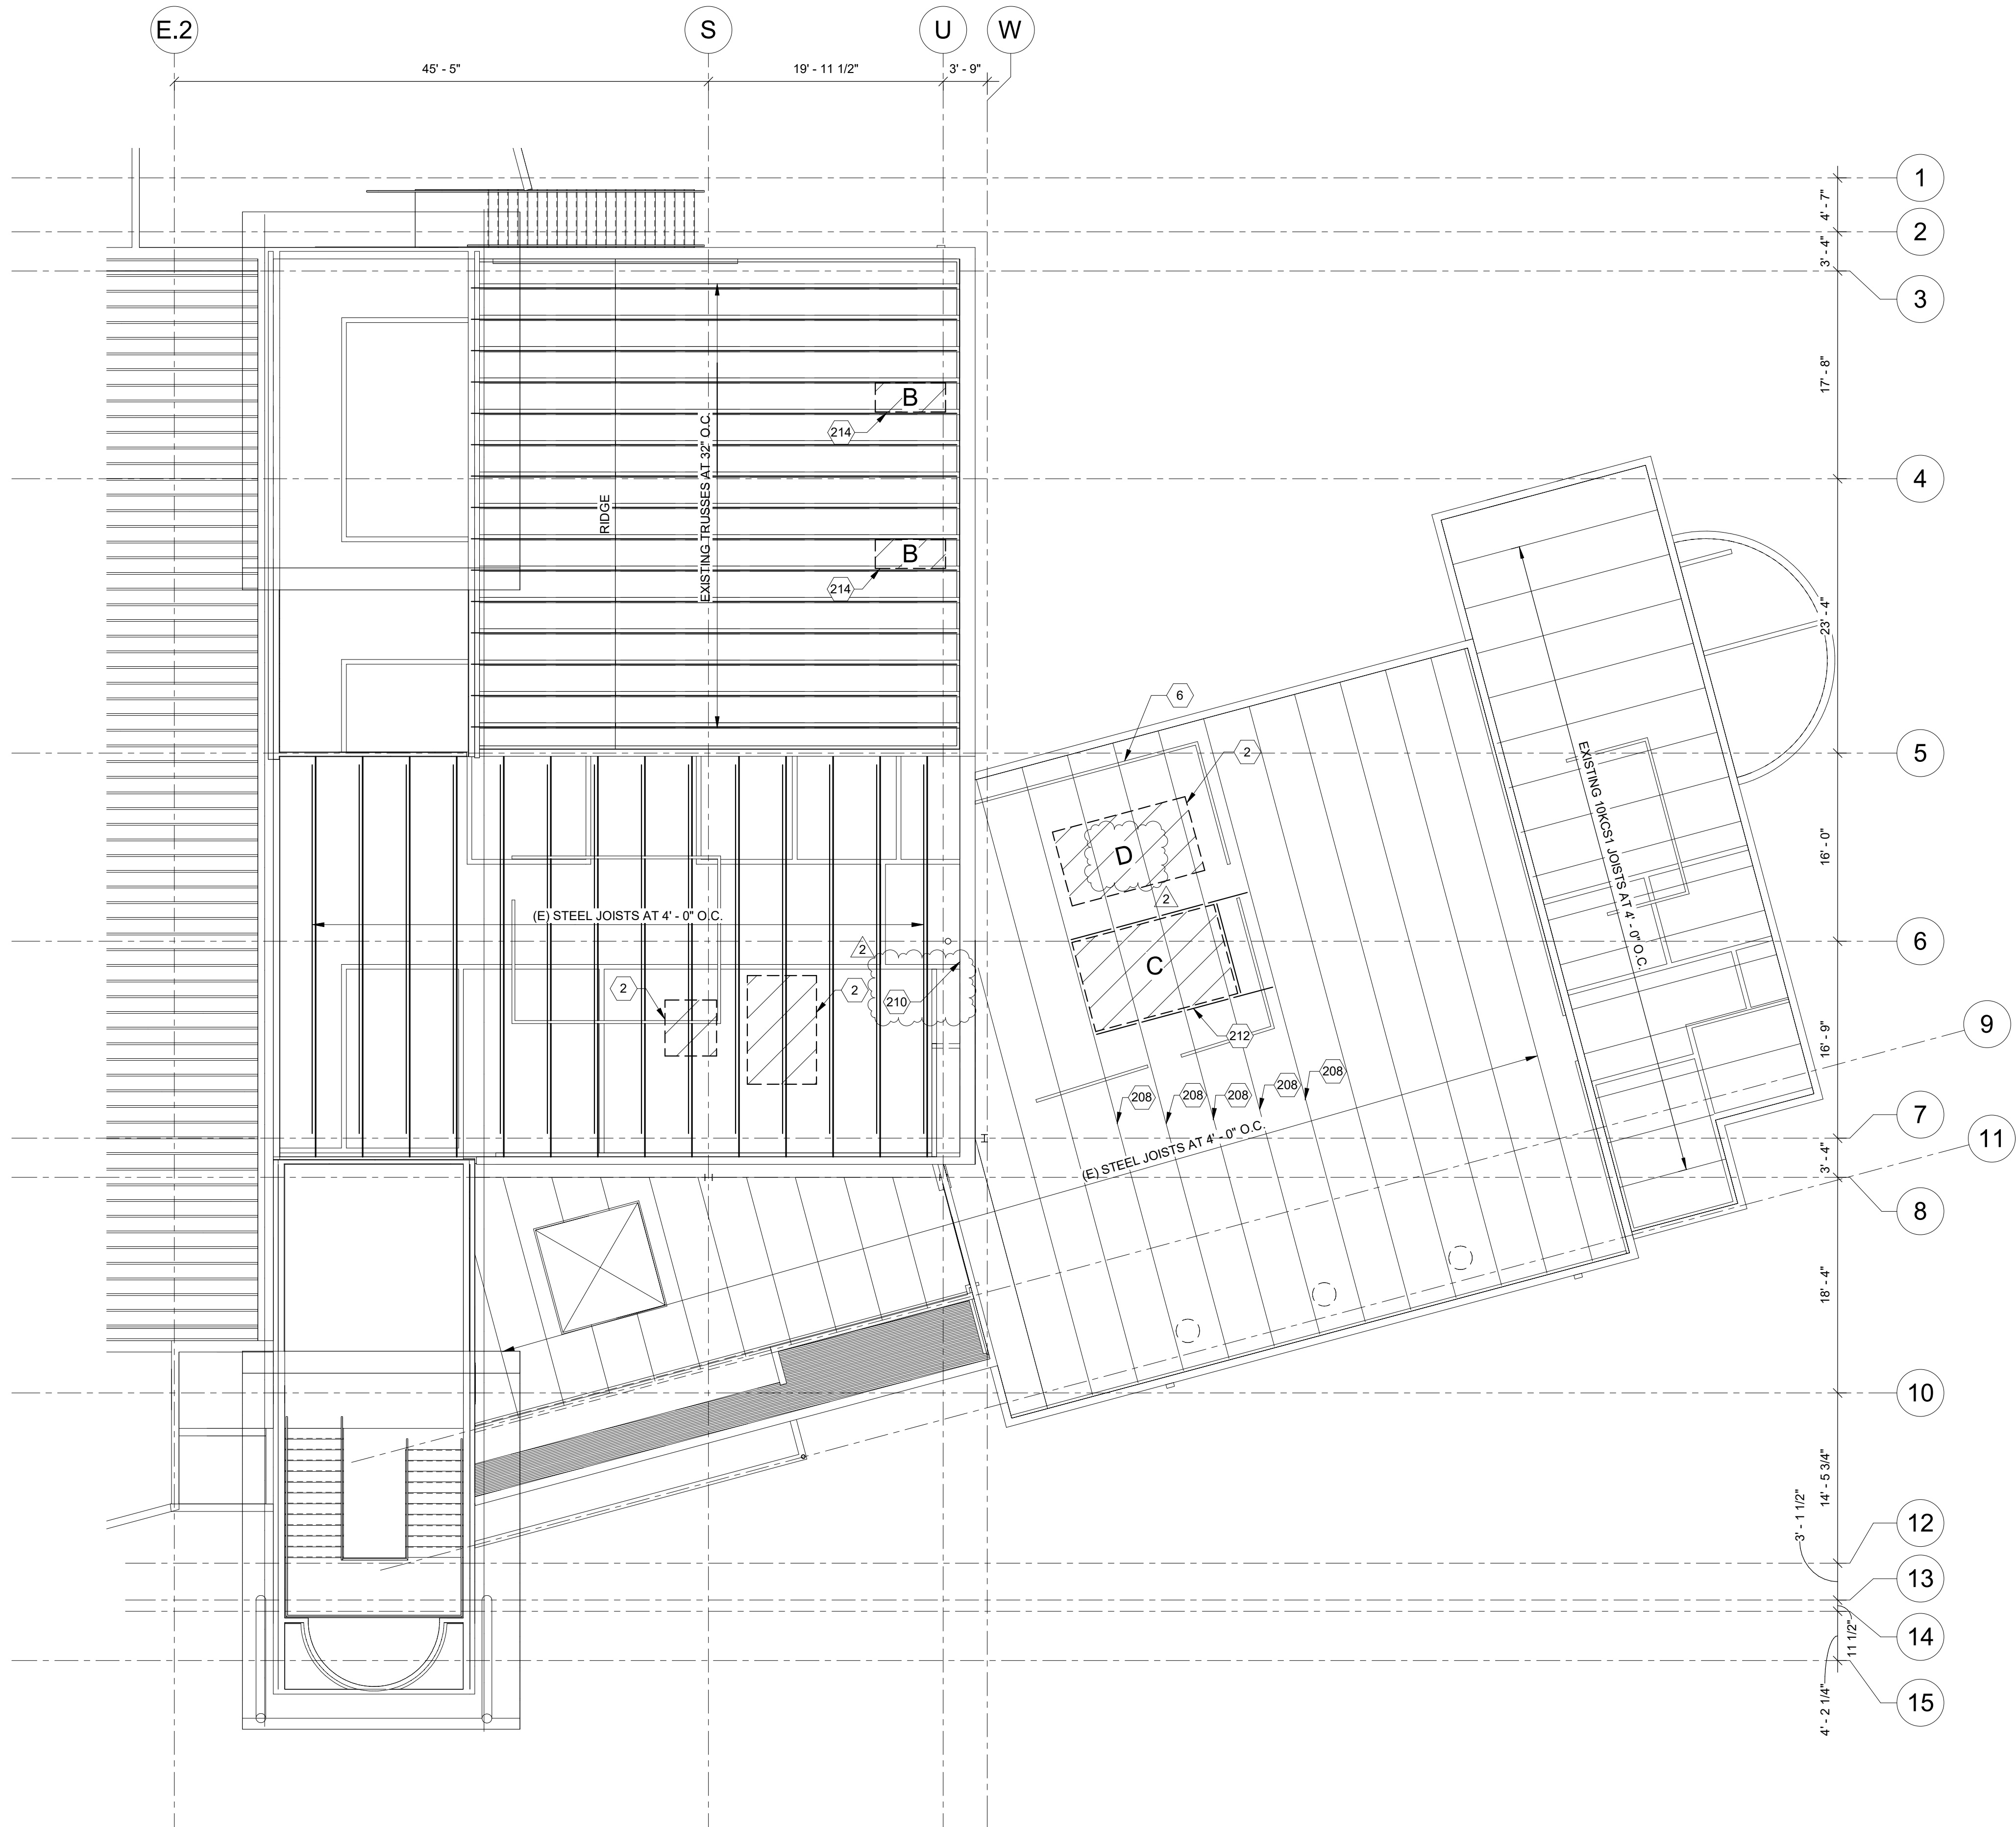 E.2
S
U
W
45' - 5"
19' - 11 1/2"
3' - 9"
1
4' - 7"
2
3' - 4"
3
17' - 8"
B
214
EXISTING TRUSSES AT 32" O.C.
RIDGE
4
B
214
23' - 4"
6
2
5
EXISTING 10KCS1 JOISTS AT 4' - 0" O.C.
16' - 0"
D
2
(E) STEEL JOISTS AT 4' - 0" O.C.
6
2
C
2
2
210
212
9
16' - 9"
208
208
208
208
208
7
11
(E) STEEL JOISTS AT 4' - 0" O.C.
3' - 4"
8
18' - 4"
10
14' - 5 3/4"
3' - 1 1/2"
12
13
11 1/2"
14
4' - 2 1/4"
15